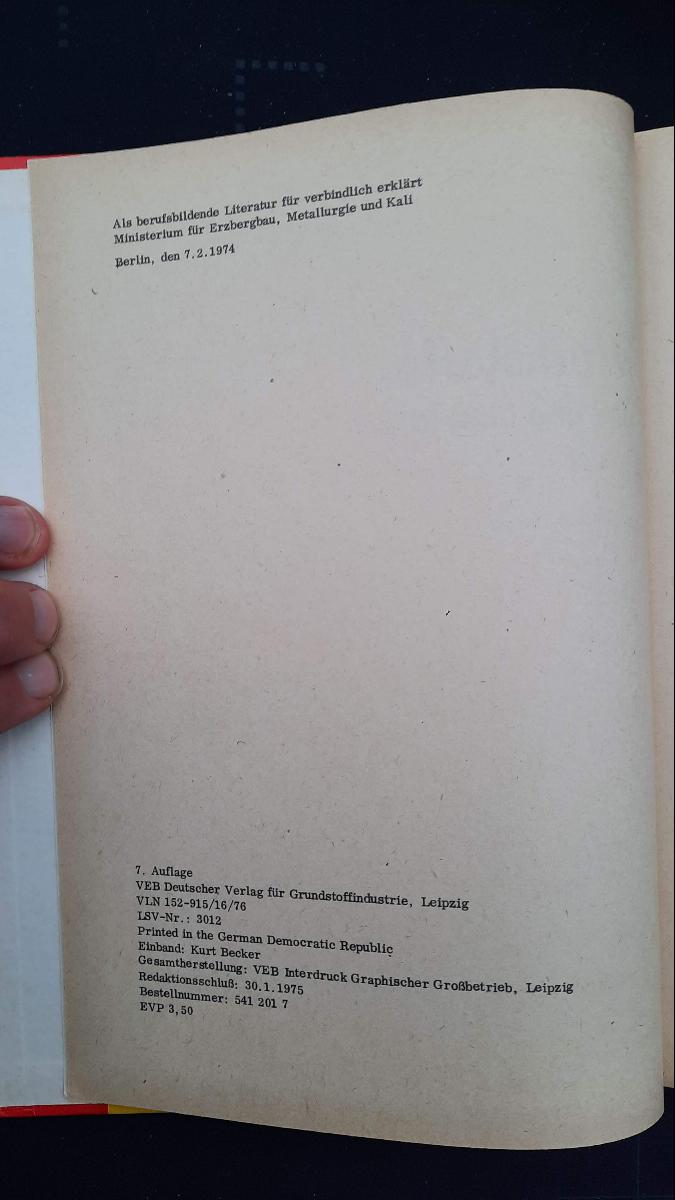 Als berufsbildende Literatur für verbindlich erklärt
Ministerium für Erzbergbau, Metallurgie und Kali
Berlin, den 7.2.1974
7. Auflage
VEB Deutscher Verlag für Grundstoffindustrie, Leipzig
VLN 152-915/16/76
LSV-Nr.: 3012
Printed in the German Democratic Republic
Einband: Kurt Becker
Gesamtherstellung: VEB Interdruck Graphischer Großbetrieb, Leipzig
Redaktionsschluß: 30.1.1975
Bestellnummer: 541 201 7
EVP 3,50